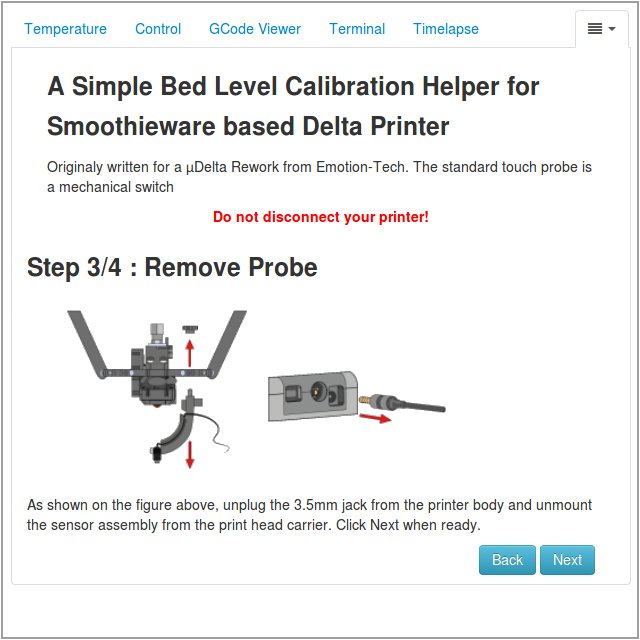 Temperature Control GCode Viewer Terminal Timelapse
A Simple Bed Level Calibration Helper for
Smoothieware based Delta Printer
Originaly written for a µDelta Rework from Emotion-Tech. The standard touch probe is
a mechanical switch
Do not disconnect your printer!
Step 3/4 : Remove Probe
As shown on the figure above, unplug the 3.5mm jack from the printer body and unmount
the sensor assembly from the print head carrier. Click Next when ready.
Back Next